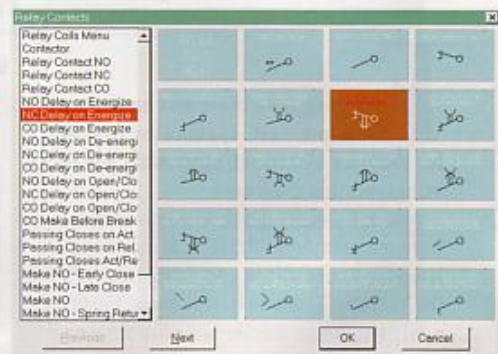 Relay Contacts
Relay Coils Menu
Contactor
Relay Contact NO
Relay Contact NC
Relay Contact CO
NO Delay on Energize
NC Delay on Energize
CO Delay on Energize
NO Delay on De-energi
NC Delay on De-energi
CO Delay on De-energi
NO Delay on Open/Clo
NC Delay on Open/Clo
CO Delay on Open/Clo
CO Make Before Break
Passing Closes on Act.
Passing Closes on Rel.
Passing Closes Act/Re
Make NO - Early Close
Make NO - Late Close
Make NO
Make NO - Spring Retur
Previous
Next
OK
Cancel